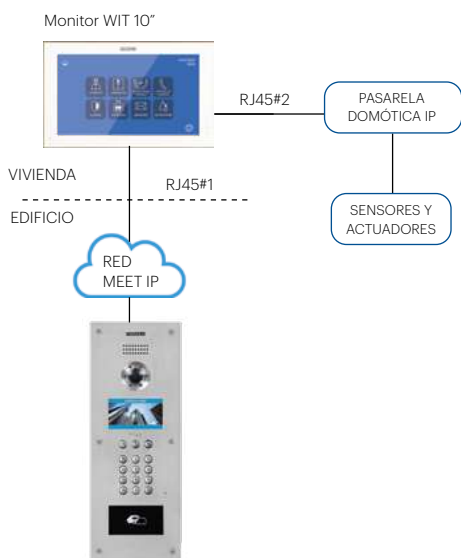 Monitor WIT 10”
RJ45#2
PASARELA
DOMÓTICA IP
VIVIENDA
RJ45#1
EDIFICIO
SENSORES Y
ACTUADORES
RED
MEET IP